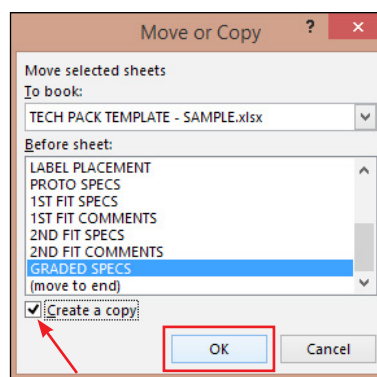 Move or Copy
?
×
Move selected sheets
To book:
TECH PACK TEMPLATE - SAMPLE.xlsx
Before sheet:
LABEL PLACEMENT
PROTO SPECS
1ST FIT SPECS
1ST FIT COMMENTS
2ND FIT SPECS
2ND FIT COMMENTS
GRADED SPECS
(move to end)
Create a copy
OK
Cancel